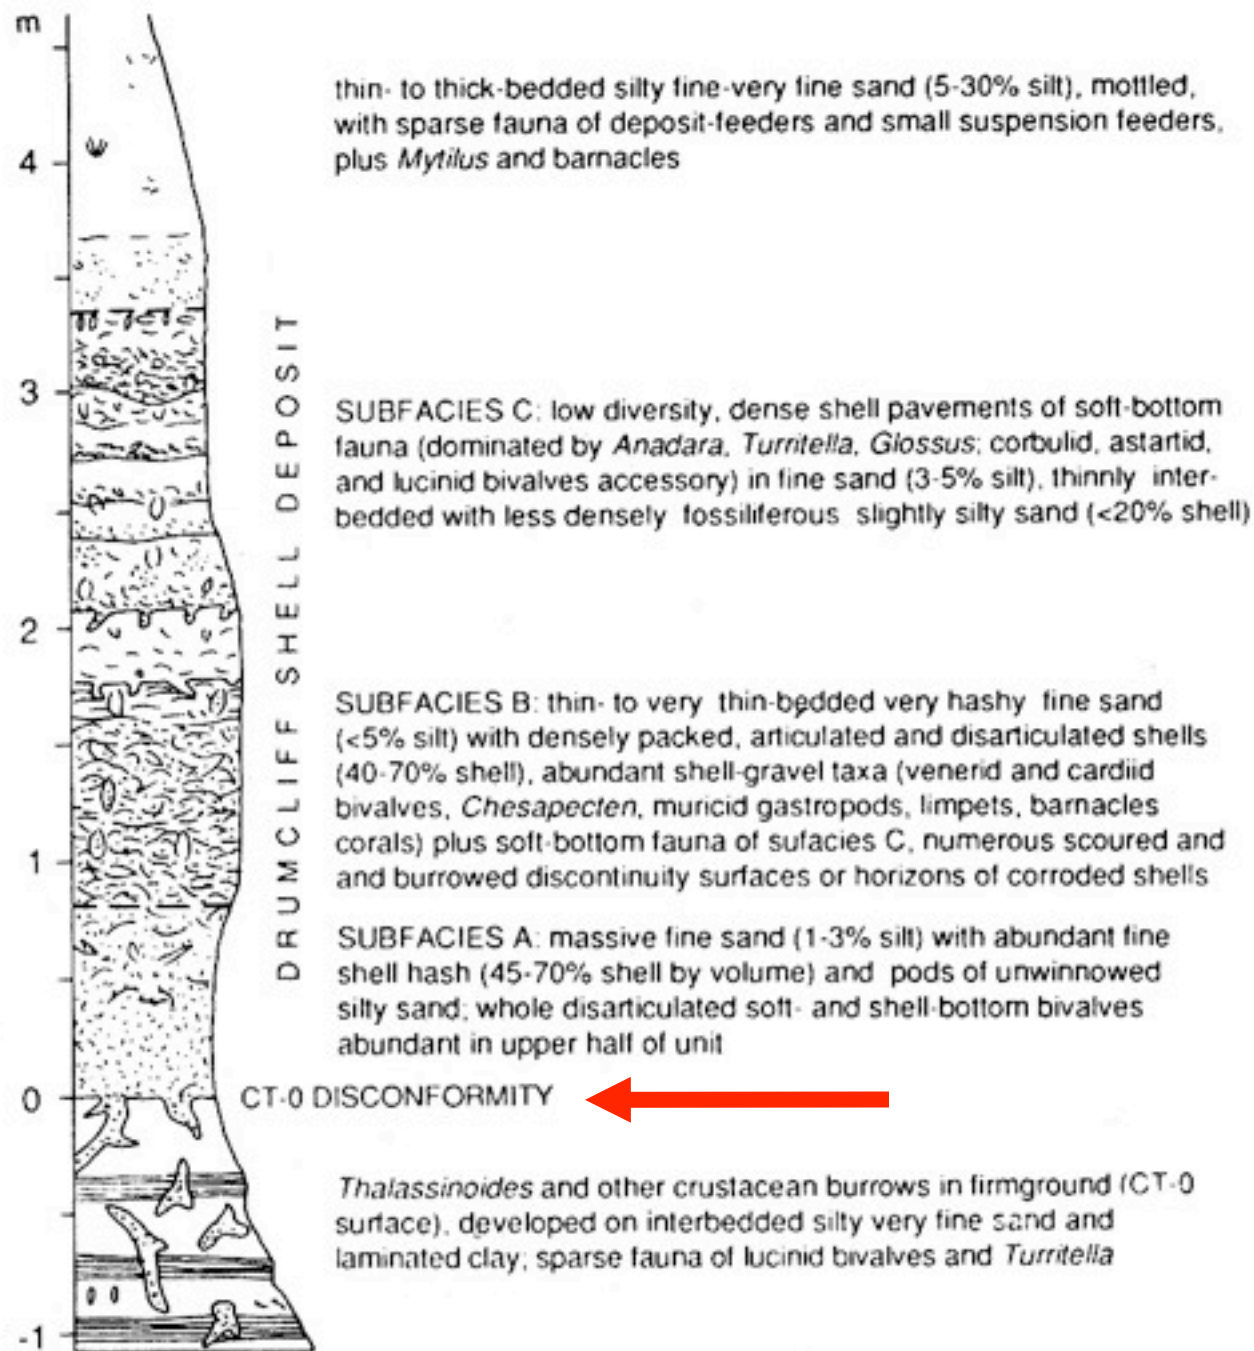 m
thin- to thick-bedded silty fine-very fine sand (5-30% silt), mottled,
with sparse fauna of deposit-feeders and small suspension feeders,
plus Mytilus and barnacles
4
3
2
1
0
-1
DRUMCLIFF SHELL DEPOSIT
SUBFACIES C: low diversity, dense shell pavements of soft-bottom
fauna (dominated by Anadara, Turritella, Glossus; corbulid, astartid,
and lucinid bivalves accessory) in fine sand (3-5% silt), thinnly inter-
bedded with less densely fossiliferous slightly silty sand (<20% shell)
SUBFACIES B: thin- to very thin-bedded very hashy fine sand
(<5% silt) with densely packed, articulated and disarticulated shells
(40-70% shell), abundant shell-gravel taxa (venerid and cardiid
bivalves, Chesapecten, muricid gastropods, limpets, barnacles
corals) plus soft-bottom fauna of sufacies C, numerous scoured and
and burrowed discontinuity surfaces or horizons of corroded shells
SUBFACIES A: massive fine sand (1-3% silt) with abundant fine
shell hash (45-70% shell by volume) and pods of unwinnowed
silty sand; whole disarticulated soft- and shell-bottom bivalves
abundant in upper half of unit
CT-0 DISCONFORMITY
Thalassinoides and other crustacean burrows in firmground (CT-0
surface), developed on interbedded silty very fine sand and
laminated clay; sparse fauna of lucinid bivalves and Turritella